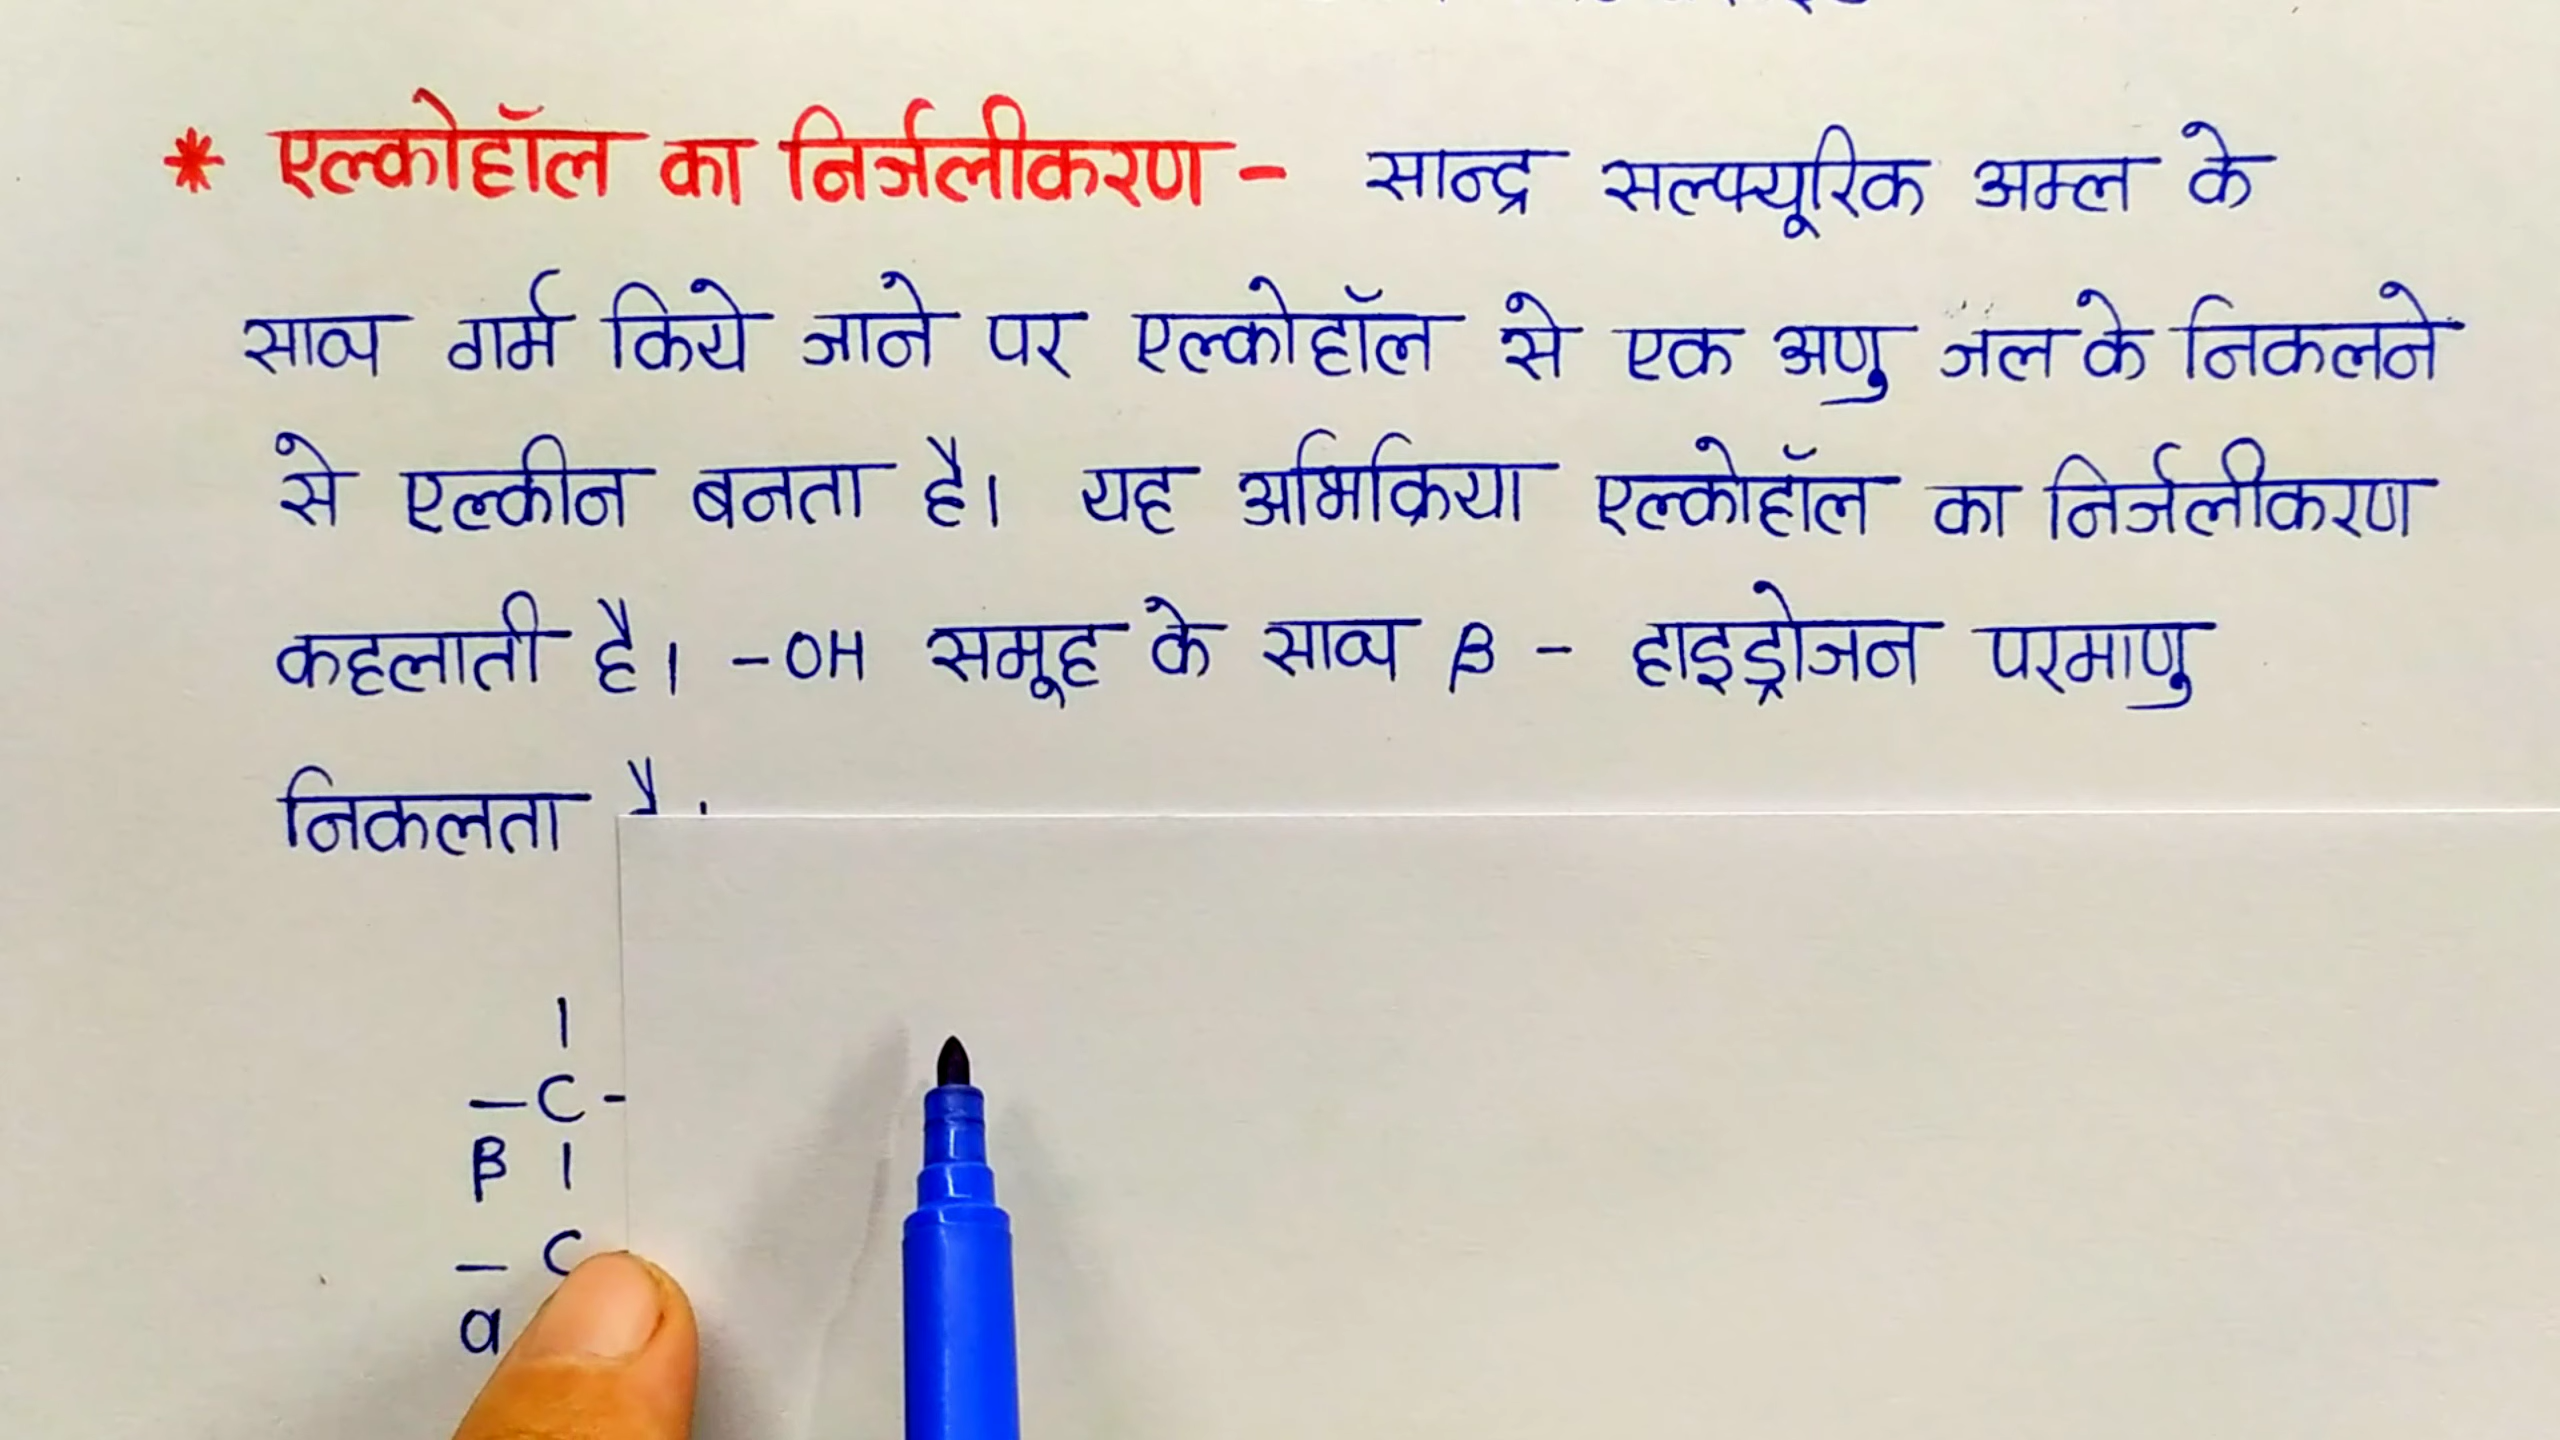 * एल्कोहॉल का निर्जलीकरण - सान्द्र सल्फ्यूरिक अम्ल के
साथ गर्म किये जाने पर एल्कोहॉल से एक अणु जल के निकलने
से एल्कीन बनता है। यह अभिक्रिया एल्कोहॉल का निर्जलीकरण
कहलाती है। -OH समूह के साथ β - हाइड्रोजन परमाणु
निकलता
|
-C-
β |
- C
α